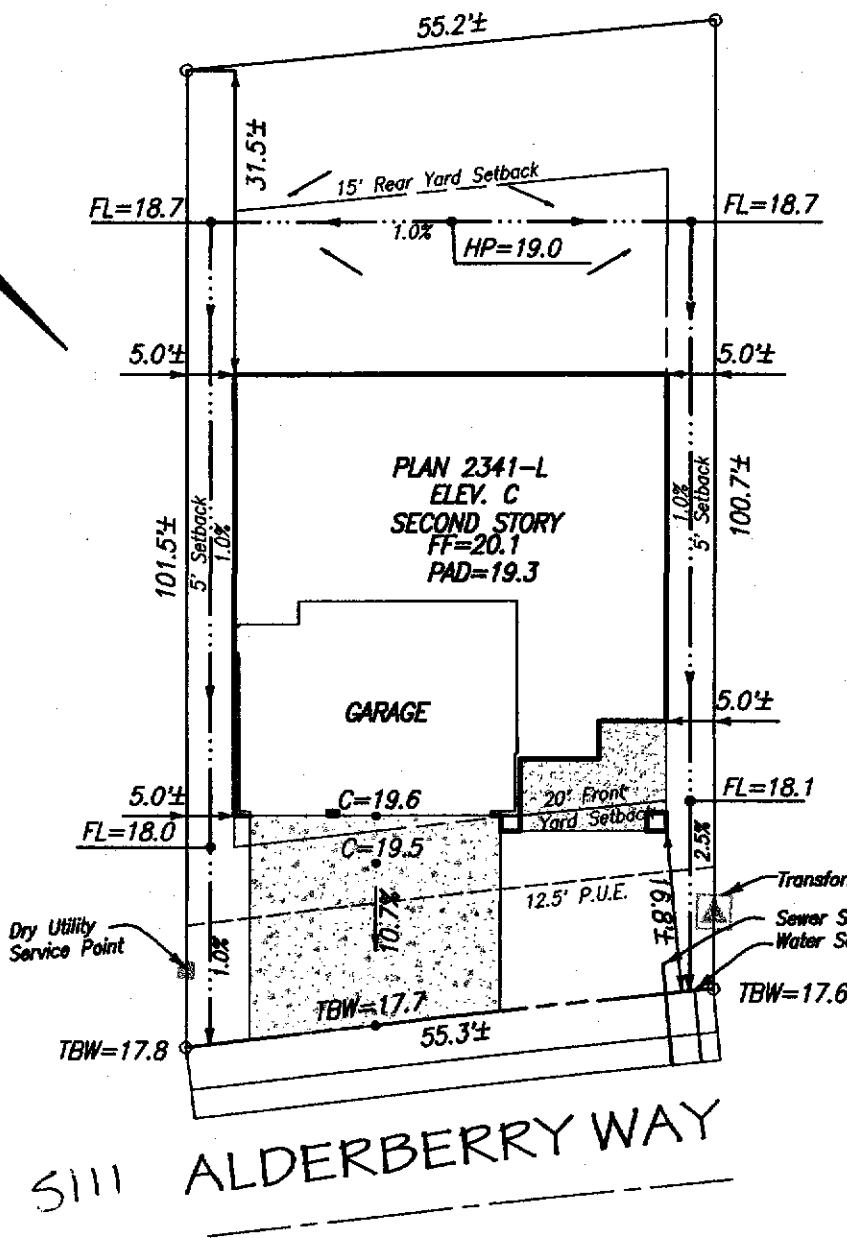 55.2'±
31.5'±
15' Rear Yard Setback
FL=18.7
FL=18.7
1.0%
HP=19.0
5.0'±
5.0'±
101.5'±
5' Setback
1.0%
PLAN 2341-L
ELEV. C
SECOND STORY
FF=20.1
PAD=19.3
1.0%
5' Setback
100.7'±
GARAGE
5.0'±
5.0'±
C=19.6
20' Front
Yard Setback
FL=18.1
FL=18.0
C=19.5
2.5%
12.5' P.U.E.
16.8'±
10.7%
Dry Utility
Service Point
1.0%
Sewer
Water
TBW=17.7
TBW=17.6
55.3'±
TBW=17.8
5111 ALDERBERRY WAY